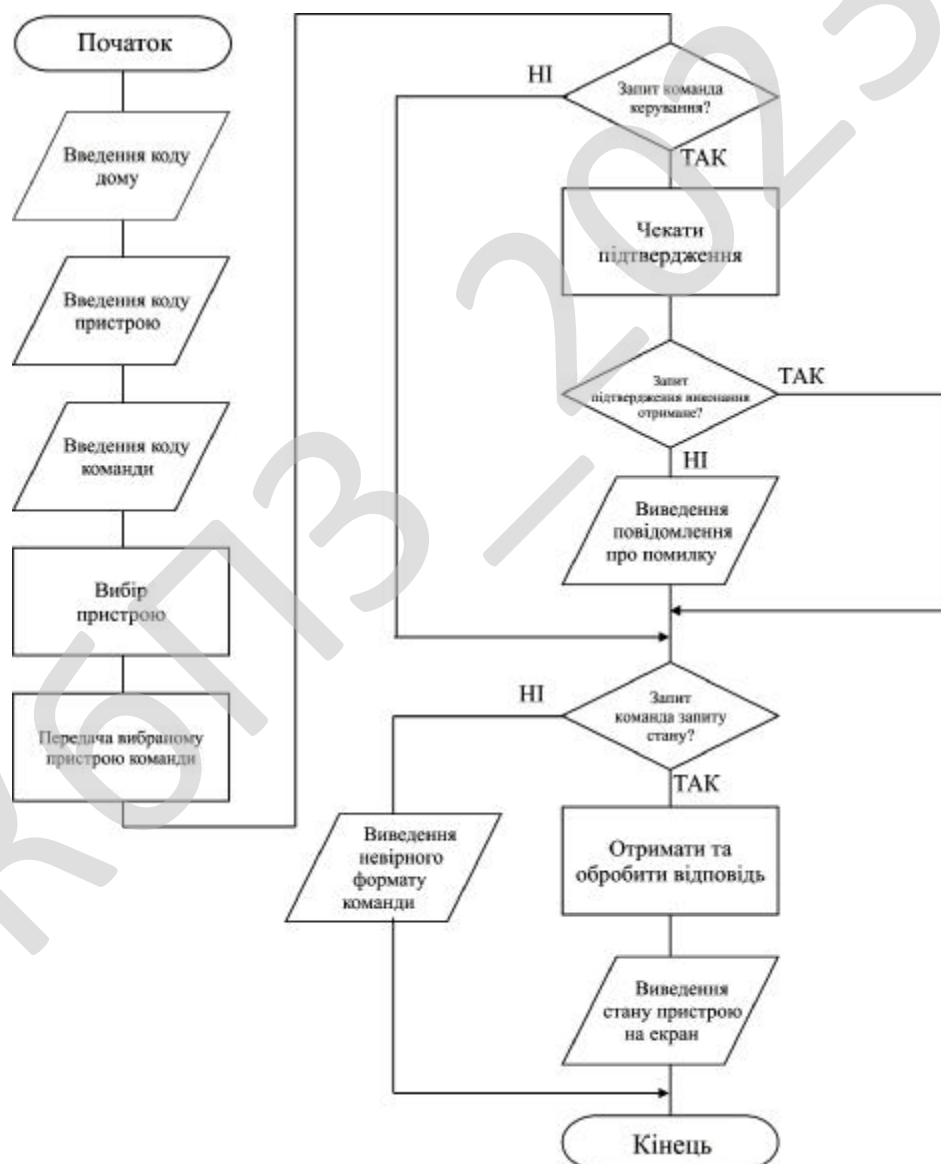 Початок
Введення коду
дому
Введення коду
пристрою
Введення коду
команди
Вибір
пристрою
Передача вибраному
пристрою команди
Запит команда
керування?
НІ
ТАК
Чекати
підтвердження
Запит
підтвердження виконання
отримане?
ТАК
НІ
Виведення
повідомлення
про помилку
Запит
команда запиту
стану?
НІ
ТАК
Виведення
невірного
формату
команди
Отримати та
обробити відповідь
Виведення
стану пристрою
на екран
Кінець